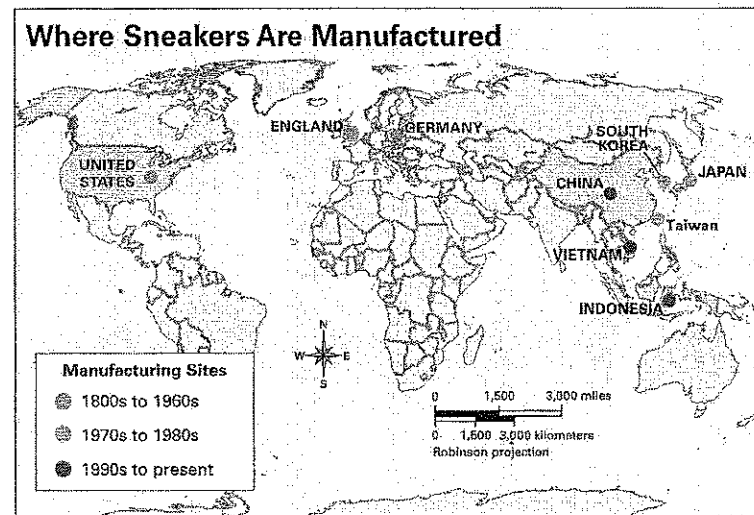 Where Sneakers Are Manufactured
ENGLAND
GERMANY
SOUTH
KOREA
UNITED
STATES
JAPAN
CHINA
Taiwan
VIETNAM
INDONESIA
N
W E
S
Manufacturing Sites
1800s to 1960s
1970s to 1980s
1990s to present
0 1,500 3,000 miles
0 1,500 3,000 kilometers
Robinson projection